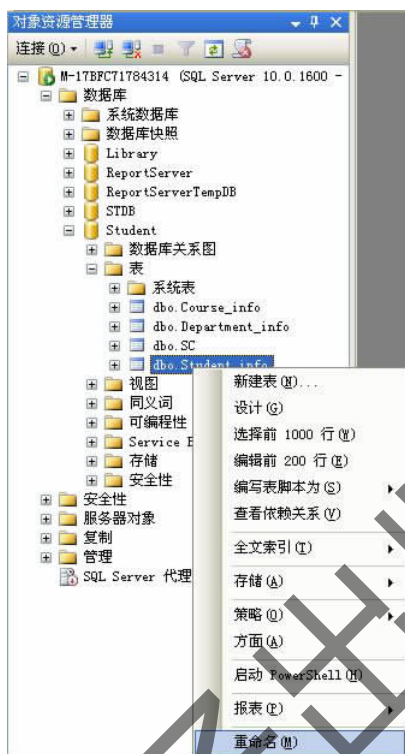 对象资源管理器
连接(O)
M-17BFC71784314 (SQL Server 10.0.1600 -
数据库
系统数据库
数据库快照
Library
ReportServer
ReportServerTempDB
STDB
Student
数据库关系图
表
系统表
dbo.Course_info
dbo.Department_info
dbo.SC
dbo.Student_info
视图
同义词
可编程性
Service B
存储
安全性
安全性
服务器对象
复制
管理
SQL Server 代理
新建表(N)...
设计(G)
选择前 1000 行(W)
编辑前 200 行(E)
编写表脚本为(S)
查看依赖关系(V)
全文索引(T)
存储(A)
策略(O)
方面(A)
启动 PowerShell(H)
报表(P)
重命名(M)